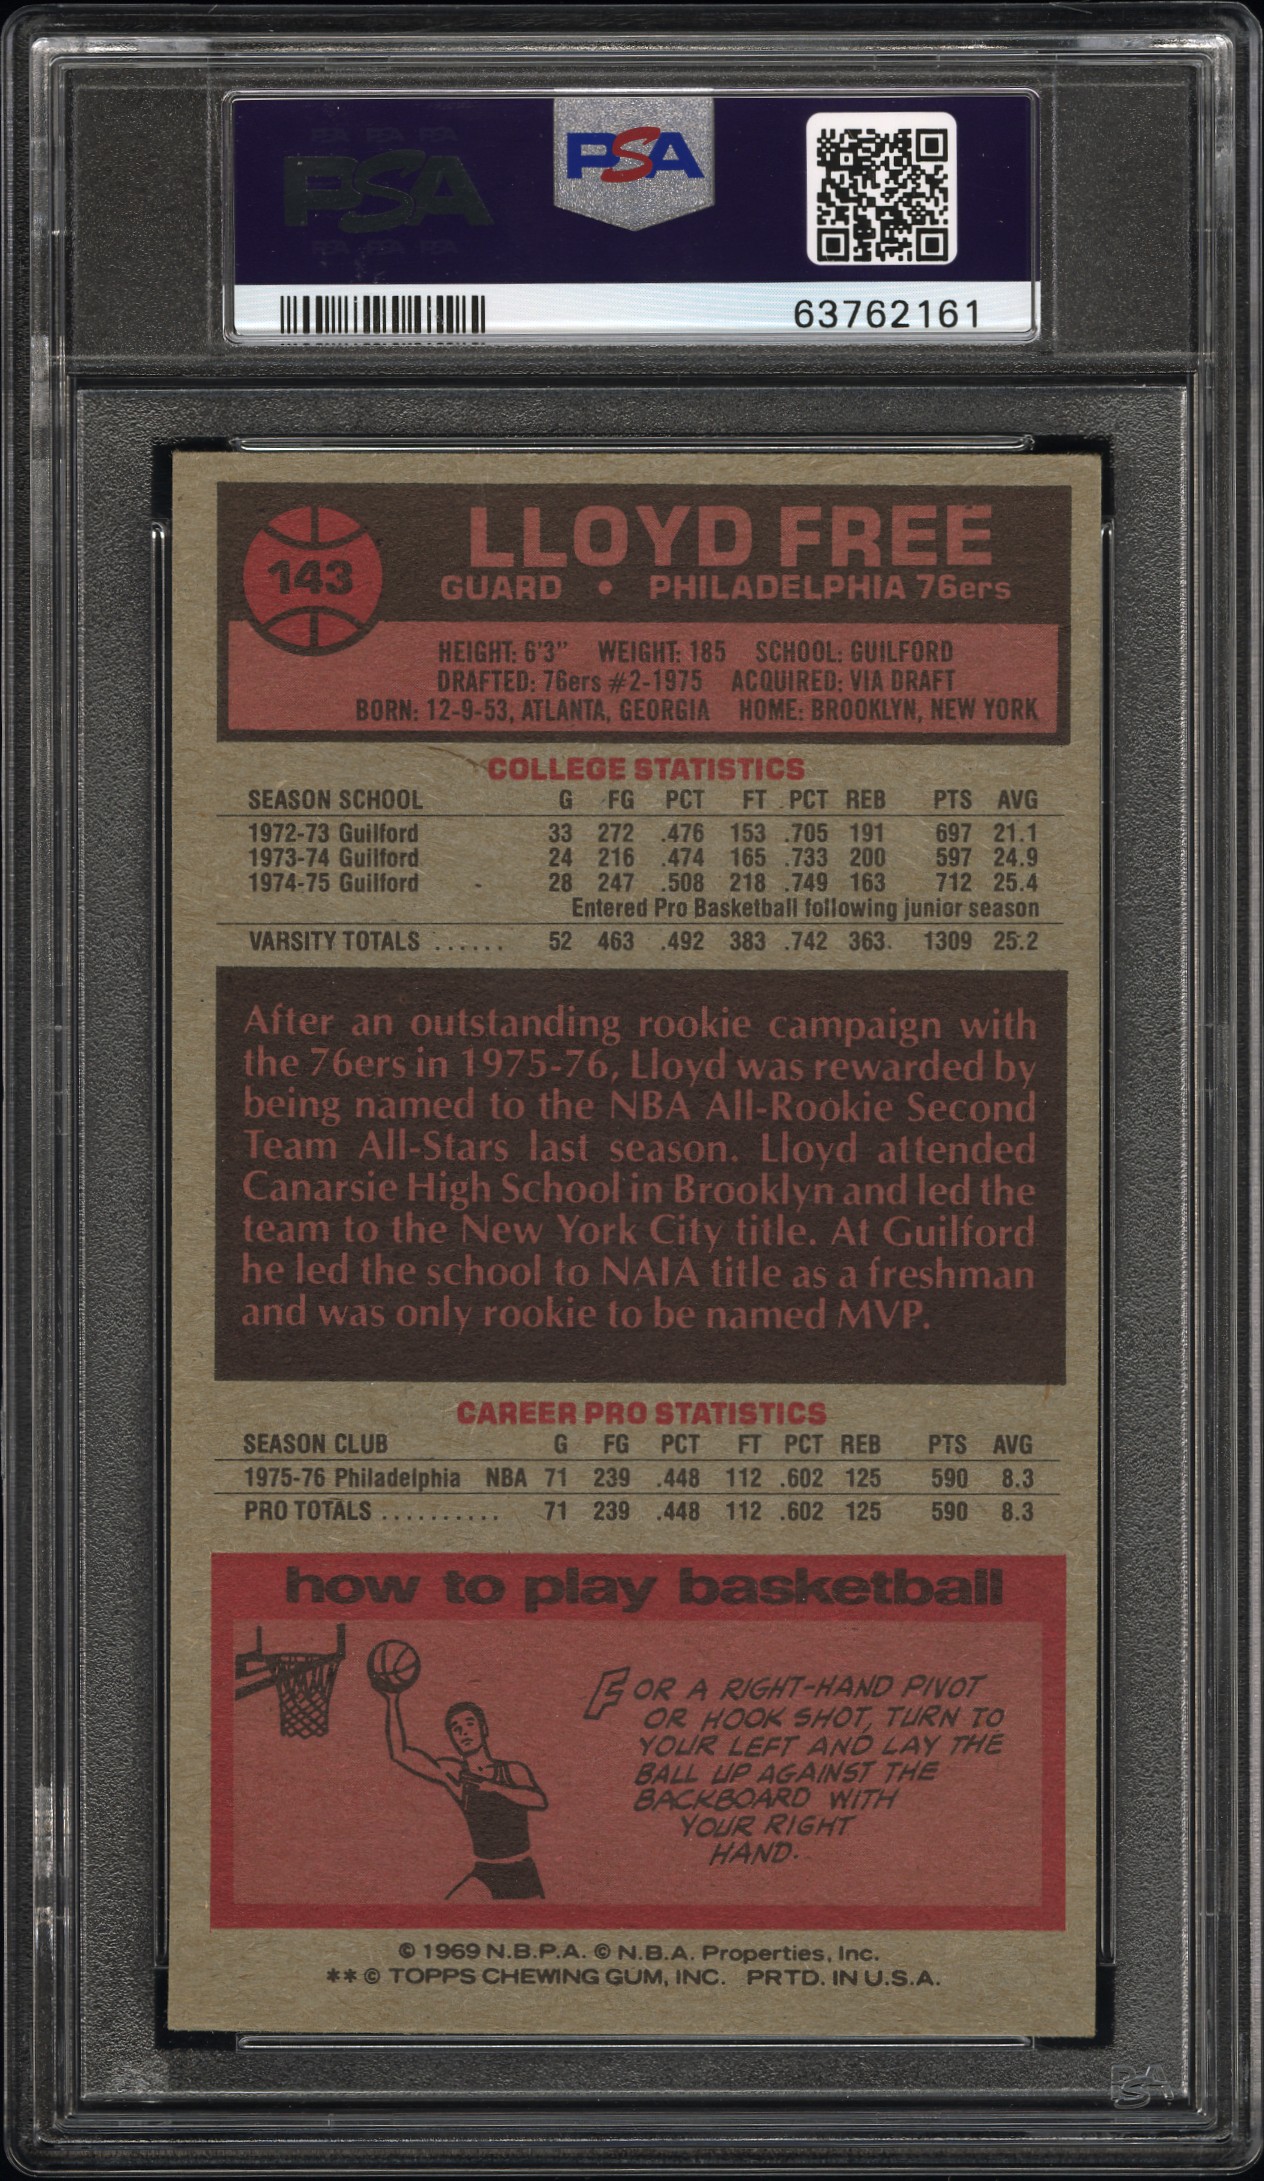 PSA PSA PSA
PSA
PSA PSA PSA
PSA
63762161
143
LLOYD FREE
GUARD • PHILADELPHIA 76ers
HEIGHT: 6'3" WEIGHT: 185 SCHOOL: GUILFORD
DRAFTED: 76ers #2-1975 ACQUIRED: VIA DRAFT
BORN: 12-9-53, ATLANTA, GEORGIA HOME: BROOKLYN, NEW YORK
COLLEGE STATISTICS
SEASON SCHOOL G FG PCT FT PCT REB PTS AVG
1972-73 Guilford 33 272 .476 153 .705 191 697 21.1
1973-74 Guilford 24 216 .474 165 .733 200 597 24.9
1974-75 Guilford 28 247 .508 218 .749 163 712 25.4
Entered Pro Basketball following junior season
VARSITY TOTALS ...... 52 463 .492 383 .742 363. 1309 25.2
After an outstanding rookie campaign with
the 76ers in 1975-76, Lloyd was rewarded by
being named to the NBA All-Rookie Second
Team All-Stars last season. Lloyd attended
Canarsie High School in Brooklyn and led the
team to the New York City title. At Guilford
he led the school to NAIA title as a freshman
and was only rookie to be named MVP.
CAREER PRO STATISTICS
SEASON CLUB G FG PCT FT PCT REB PTS AVG
1975-76 Philadelphia NBA 71 239 .448 112 .602 125 590 8.3
PRO TOTALS .......... 71 239 .448 112 .602 125 590 8.3
how to play basketball
FOR A RIGHT-HAND PIVOT
OR HOOK SHOT, TURN TO
YOUR LEFT AND LAY THE
BALL UP AGAINST THE
BACKBOARD WITH
YOUR RIGHT
HAND.
© 1969 N.B.P.A. © N.B.A. Properties, Inc.
** © TOPPS CHEWING GUM, INC. PRTD. IN U.S.A.
PSA